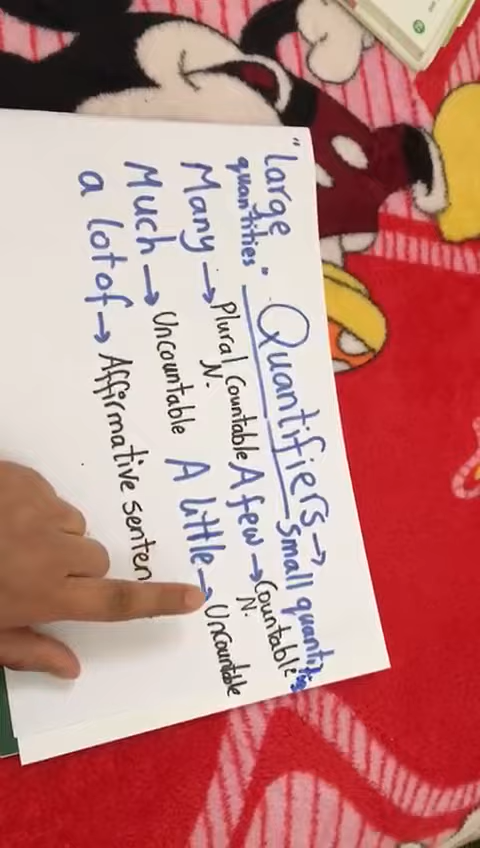 Quantifiers → small quantities
"Large quantities"
Many → Plural Countable N.
A few → Countable N.
Much → Uncountable
A little → Uncountable
a lot of → Affirmative senten